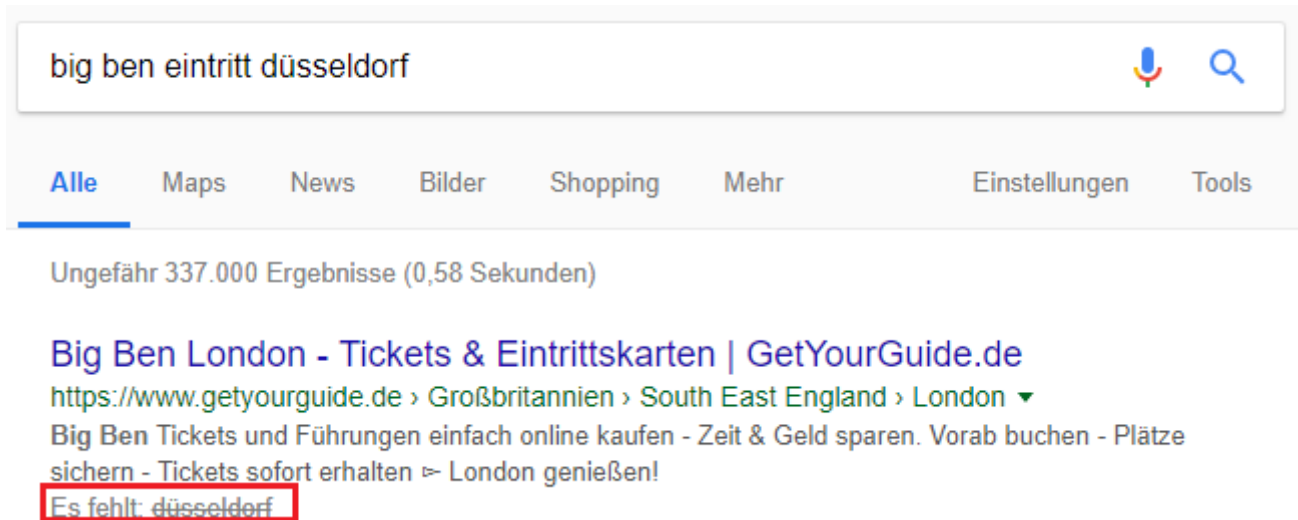 big ben eintritt düsseldorf
Alle Maps News Bilder Shopping Mehr Einstellungen Tools
Ungefähr 337.000 Ergebnisse (0,58 Sekunden)
Big Ben London - Tickets & Eintrittskarten | GetYourGuide.de
https://www.getyourguide.de › Großbritannien › South East England › London ▼
Big Ben Tickets und Führungen einfach online kaufen - Zeit & Geld sparen. Vorab buchen - Plätze
sichern - Tickets sofort erhalten ⊳ London genießen!
Es fehlt: düsseldorf